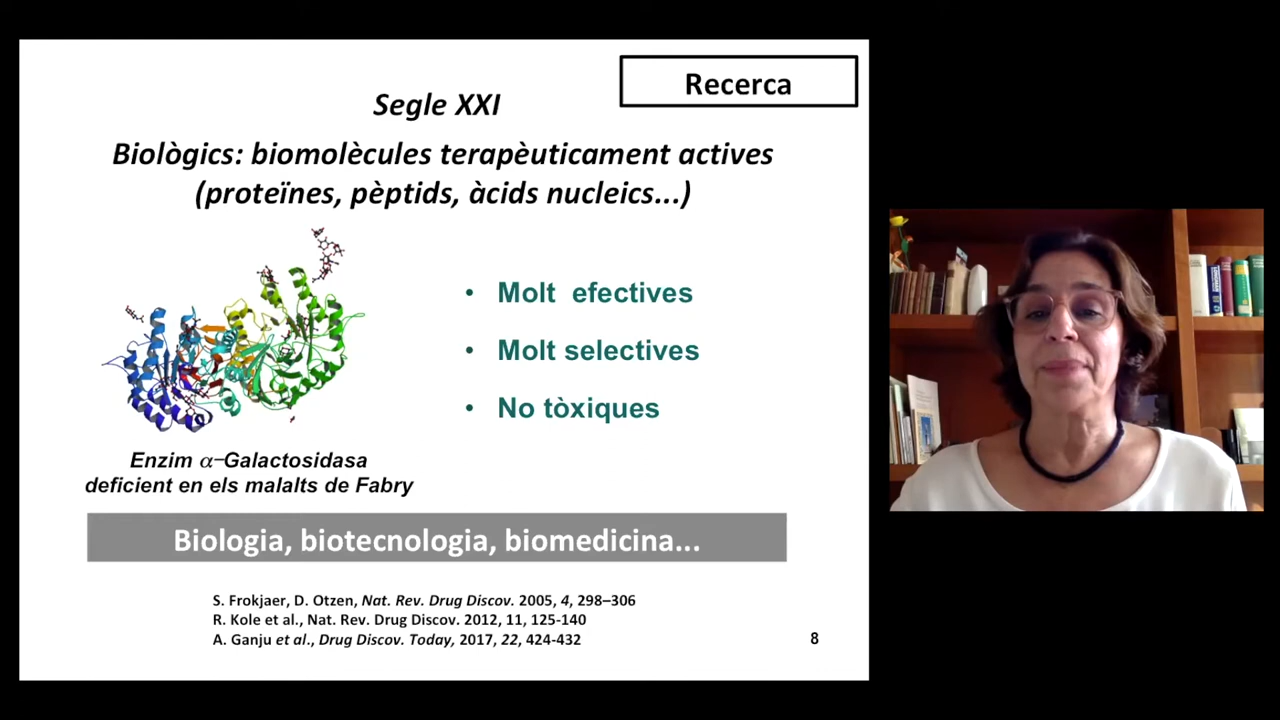 Recerca
Segle XXI
Biològics: biomolècules terapèuticament actives
(proteïnes, pèptids, àcids nucleics...)
• Molt efectives
• Molt selectives
• No tòxiques
Enzim α–Galactosidasa
deficient en els malalts de Fabry
Biologia, biotecnologia, biomedicina...
S. Frokjaer, D. Otzen, Nat. Rev. Drug Discov. 2005, 4, 298–306
R. Kole et al., Nat. Rev. Drug Discov. 2012, 11, 125-140
A. Ganju et al., Drug Discov. Today, 2017, 22, 424-432
8